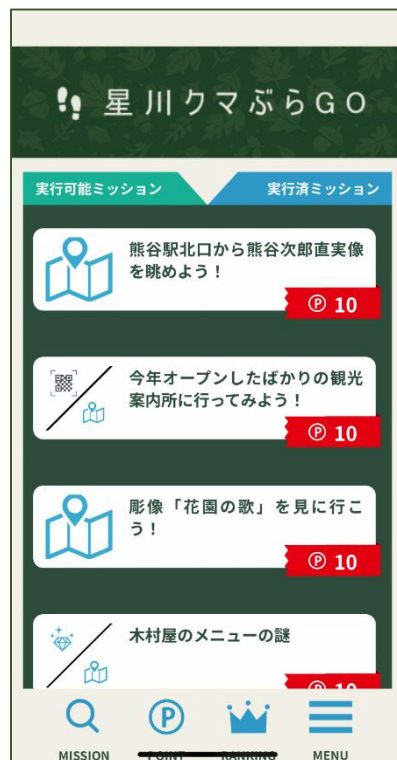 星川クマぶらGO
実行可能ミッション
実行済ミッション
熊谷駅北口から熊谷次郎直実像
を眺めよう！
Ⓟ 10
今年オープンしたばかりの観光
案内所に行ってみよう！
Ⓟ 10
彫像「花園の歌」を見に行こ
う！
Ⓟ 10
木村屋のメニューの謎
Ⓟ 10
MISSION
POINT
RANKING
MENU